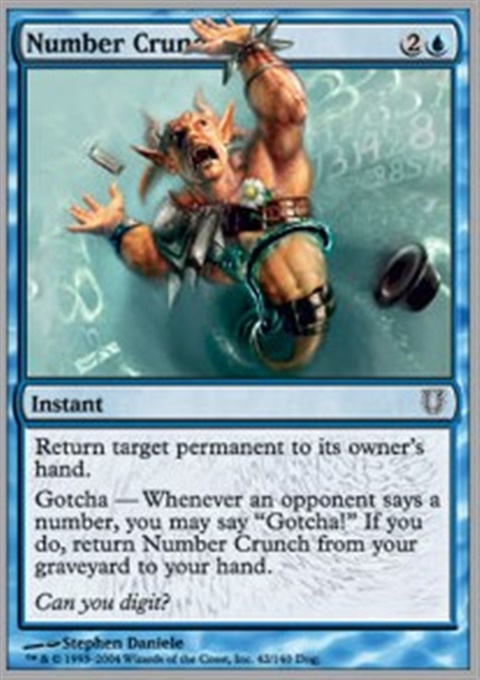 Number Crun
2
Instant
Return target permanent to its owner's
hand.
Gotcha — Whenever an opponent says a
number, you may say "Gotcha!" If you
do, return Number Crunch from your
graveyard to your hand.
Can you digit?
Stephen Daniele
™ & © 1993–2004 Wizards of the Coast, Inc. 43/140